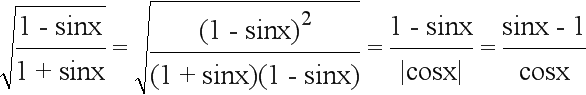 √((1 - sinx)/(1 + sinx)) = √((1 - sinx)²/((1 + sinx)(1 - sinx))) = (1 - sinx)/|cosx| = (sinx - 1)/cosx